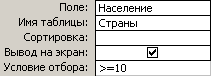 Поле: Население
Имя таблицы: Страны
Сортировка:
Вывод на экран:
Условие отбора: >=10